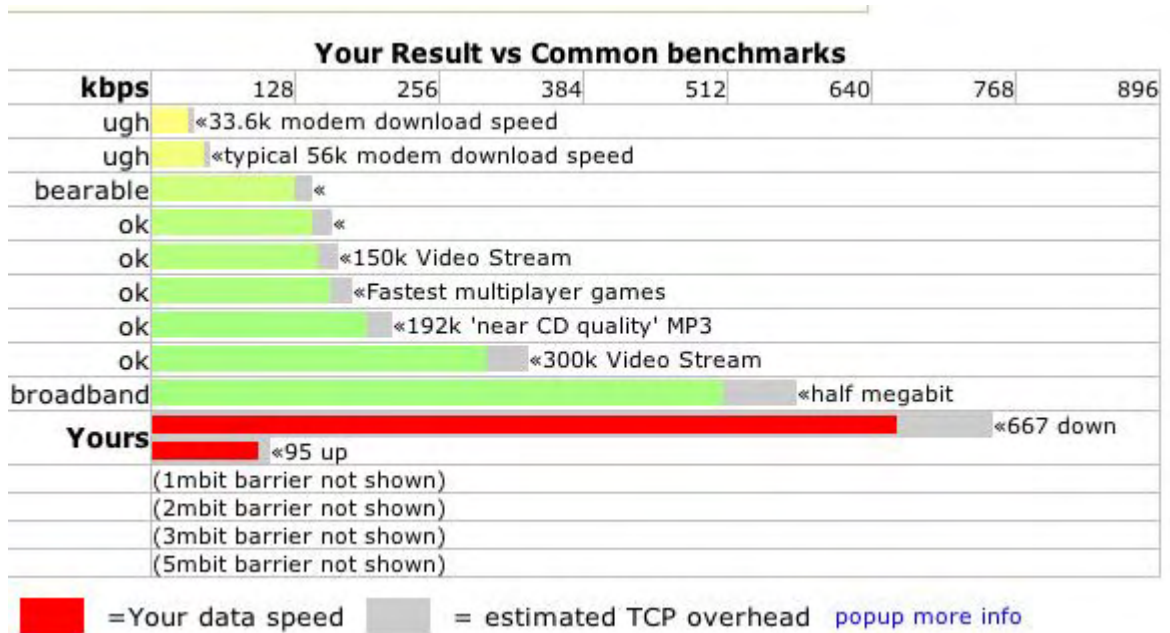 Your Result vs Common benchmarks
kbps 128 256 384 512 640 768 896
ugh «33.6k modem download speed
ugh «typical 56k modem download speed
bearable «
ok «
ok «150k Video Stream
ok «Fastest multiplayer games
ok «192k 'near CD quality' MP3
ok «300k Video Stream
broadband «half megabit
Yours «667 down
«95 up
(1mbit barrier not shown)
(2mbit barrier not shown)
(3mbit barrier not shown)
(5mbit barrier not shown)
=Your data speed = estimated TCP overhead popup more info